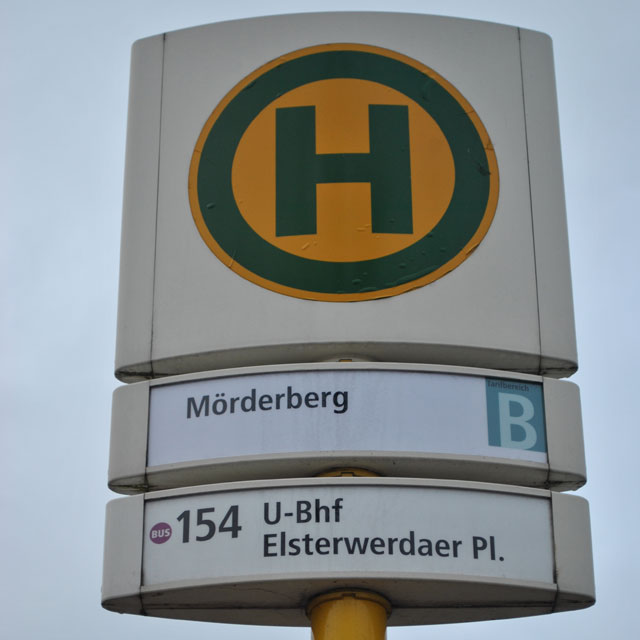 H
Mörderberg
Tarifbereich
B
BUS 154 U-Bhf
Elsterwerdaer Pl.